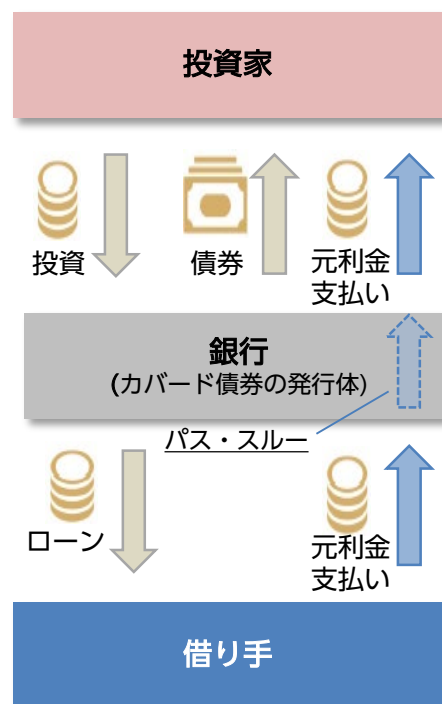 投資家
投資
債券
元利金
支払い
銀行
(カバード債券の発行体)
パス・スルー
ローン
元利金
支払い
借り手